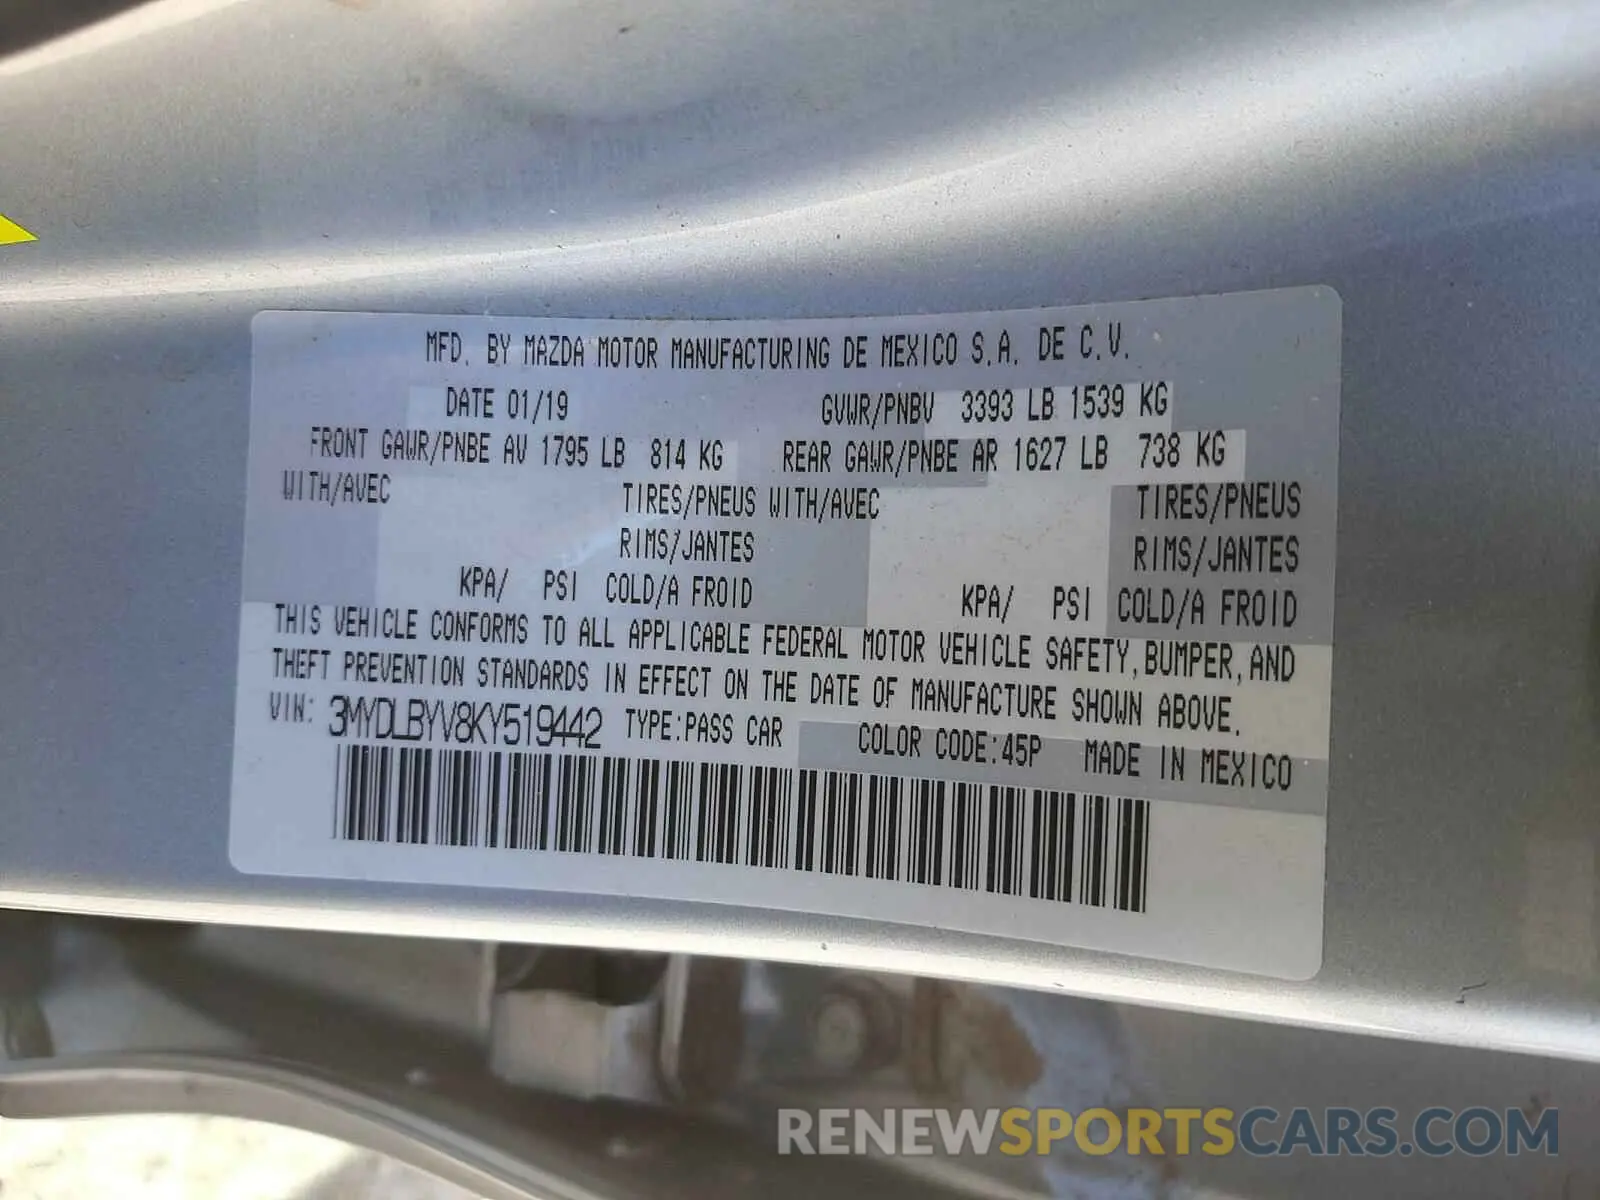 MFD. BY MAZDA MOTOR MANUFACTURING DE MEXICO S.A. DE C.V.
DATE 01/19 GVWR/PNBV 3393 LB 1539 KG
FRONT GAWR/PNBE AV 1795 LB 814 KG REAR GAWR/PNBE AR 1627 LB 738 KG
WITH/AVEC TIRES/PNEUS WITH/AVEC TIRES/PNEUS
RIMS/JANTES RIMS/JANTES
KPA/ PSI COLD/A FROID KPA/ PSI COLD/A FROID
THIS VEHICLE CONFORMS TO ALL APPLICABLE FEDERAL MOTOR VEHICLE SAFETY, BUMPER, AND
THEFT PREVENTION STANDARDS IN EFFECT ON THE DATE OF MANUFACTURE SHOWN ABOVE.
VIN: 3MYDLBYV8KY519442 TYPE:PASS CAR COLOR CODE:45P MADE IN MEXICO
RENEWSPORTSCARS.COM